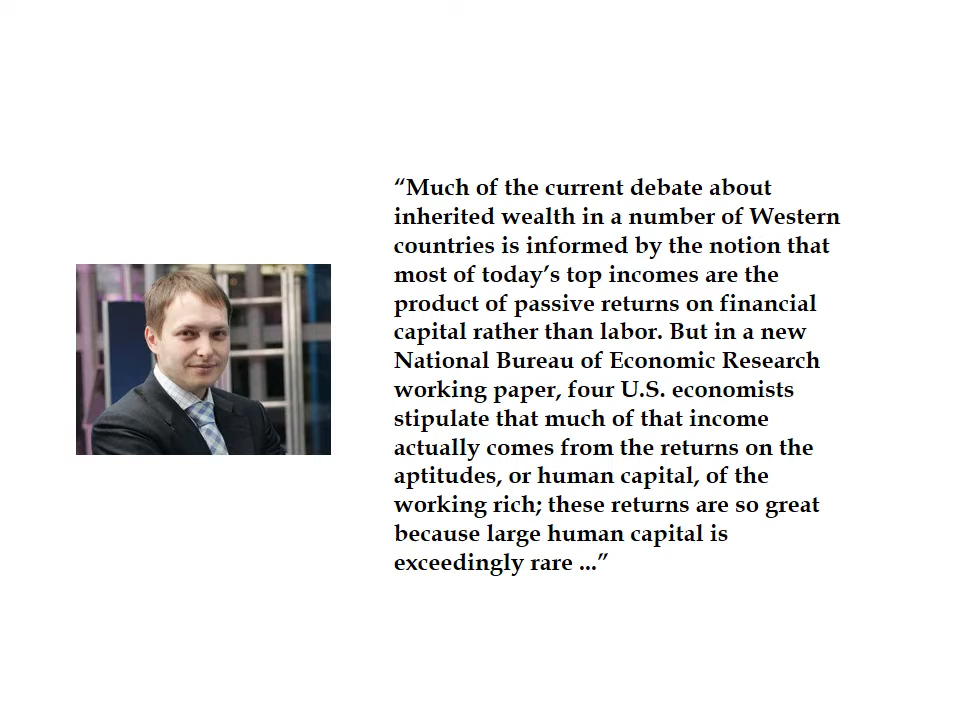 “Much of the current debate about
inherited wealth in a number of Western
countries is informed by the notion that
most of today’s top incomes are the
product of passive returns on financial
capital rather than labor. But in a new
National Bureau of Economic Research
working paper, four U.S. economists
stipulate that much of that income
actually comes from the returns on the
aptitudes, or human capital, of the
working rich; these returns are so great
because large human capital is
exceedingly rare ...”